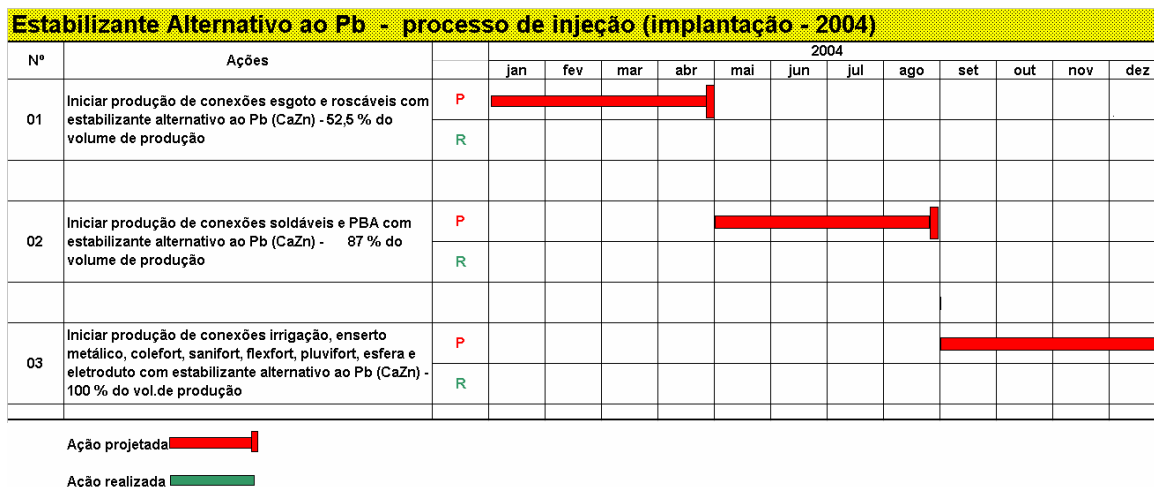 Estabilizante Alternativo ao Pb - processo de injeção (implantação - 2004)
Nº Ações 2004
jan fev mar abr mai jun jul ago set out nov dez
01 Iniciar produção de conexões esgoto e roscáveis com
estabilizante alternativo ao Pb (CaZn) - 52,5 % do
volume de produção
P
R
02 Iniciar produção de conexões soldáveis e PBA com
estabilizante alternativo ao Pb (CaZn) - 87 % do
volume de produção
P
R
03 Iniciar produção de conexões irrigação, enserto
metálico, colefort, sanifort, flexfort, pluvifort, esfera e
eletroduto com estabilizante alternativo ao Pb (CaZn) -
100 % do vol.de produção
P
R
Ação projetada
Ação realizada